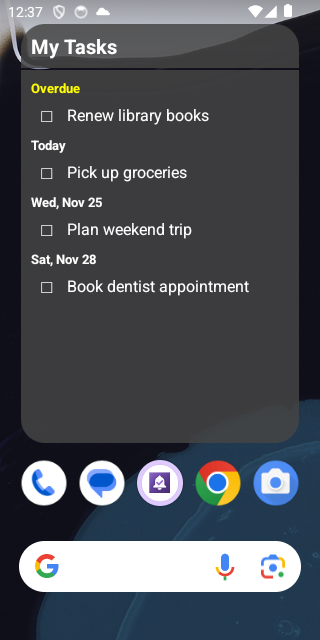 12:37
My Tasks
Overdue
Renew library books
Today
Pick up groceries
Wed, Nov 25
Plan weekend trip
Sat, Nov 28
Book dentist appointment